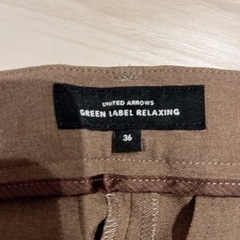 UNITED ARROWS
GREEN LABEL RELAXING
36